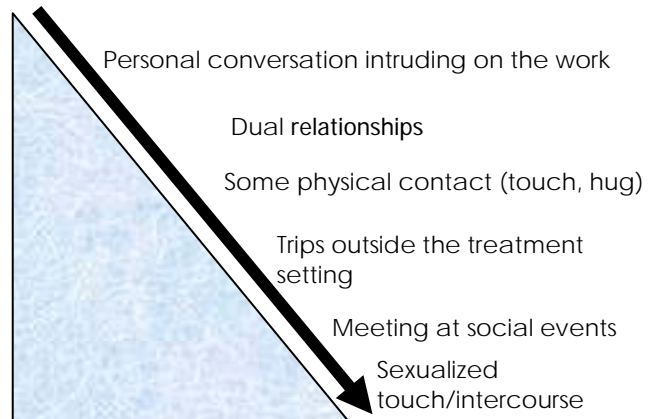 Personal conversation intruding on the work
Dual relationships
Some physical contact (touch, hug)
Trips outside the treatment
setting
Meeting at social events
Sexualized
touch/intercourse